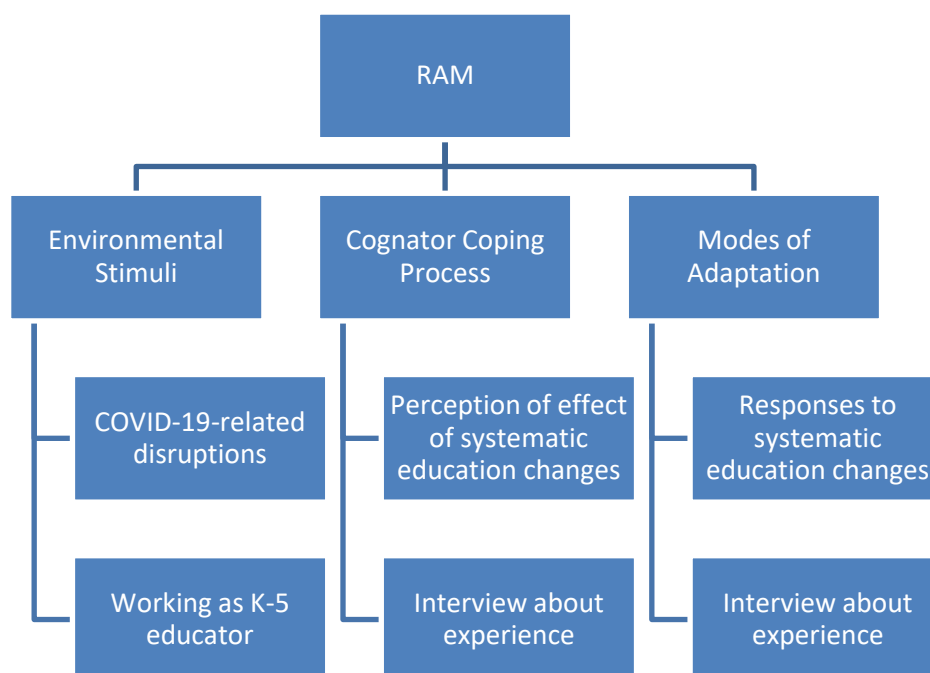 RAM
Environmental
Stimuli
Cognator Coping
Process
Modes of
Adaptation
COVID-19-related
disruptions
Perception of effect
of systematic
education changes
Responses to
systematic
education changes
Working as K-5
educator
Interview about
experience
Interview about
experience